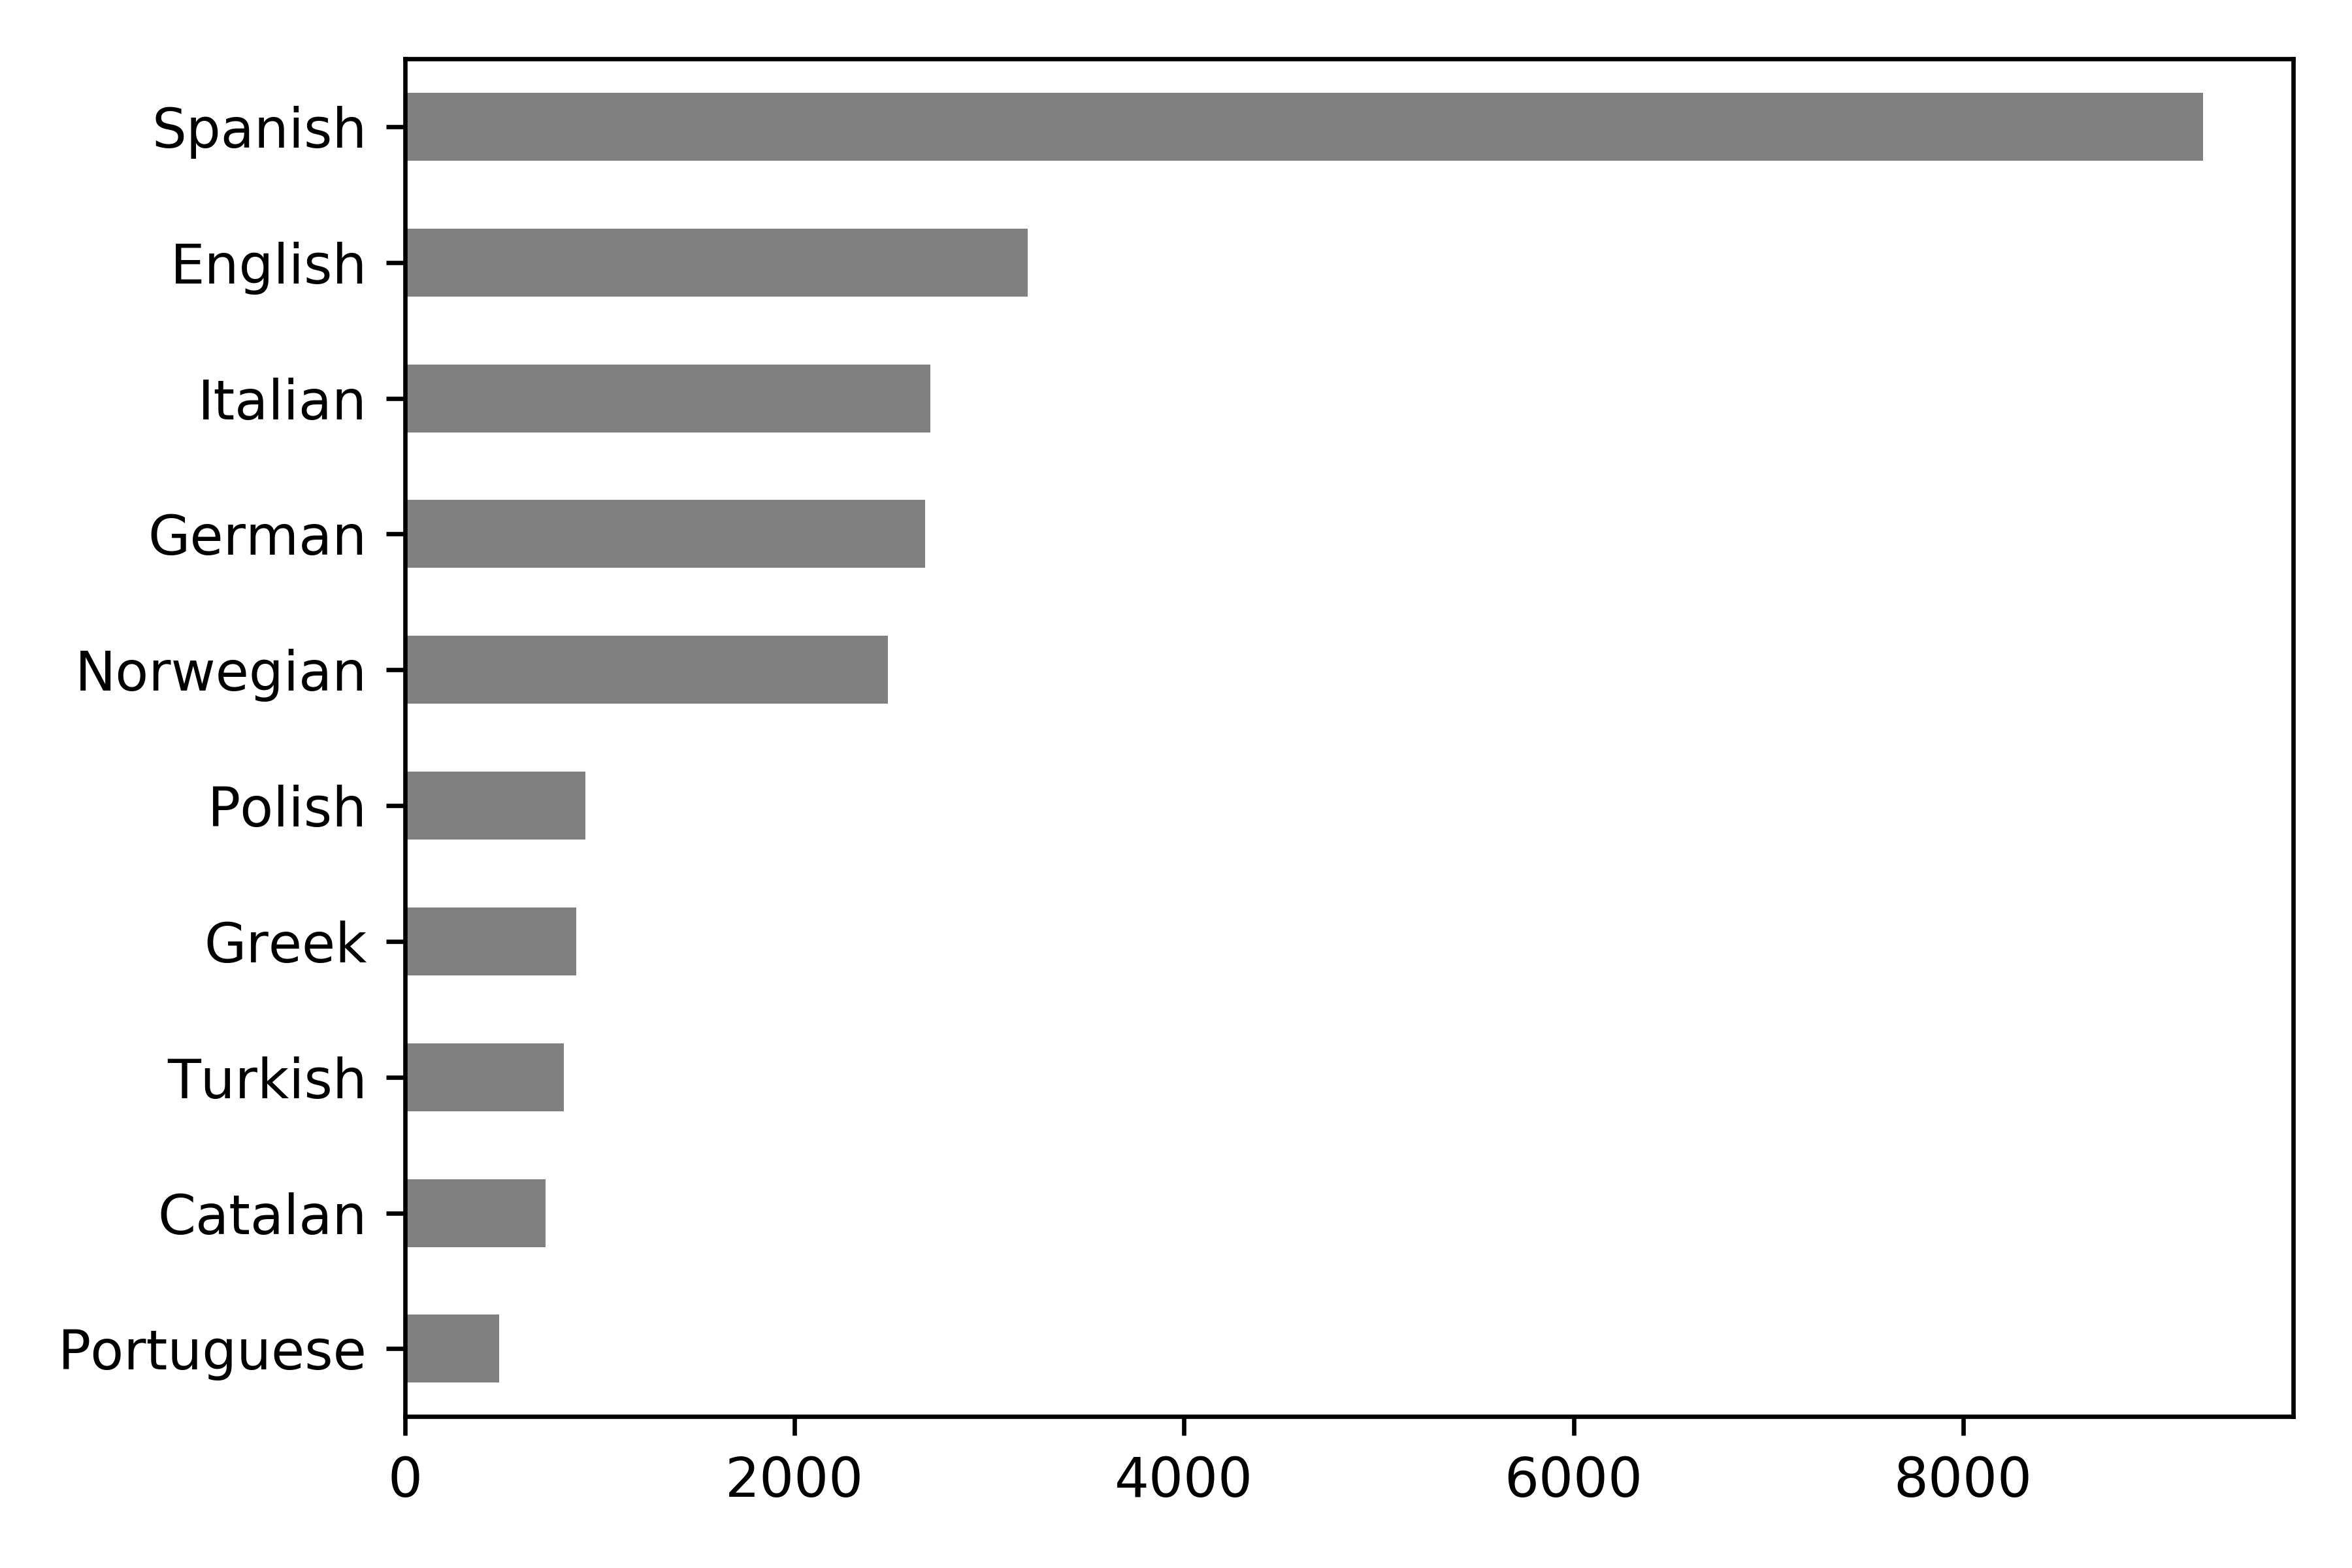 Spanish
English
Italian
German
Norwegian
Polish
Greek
Turkish
Catalan
Portuguese
0 2000 4000 6000 8000